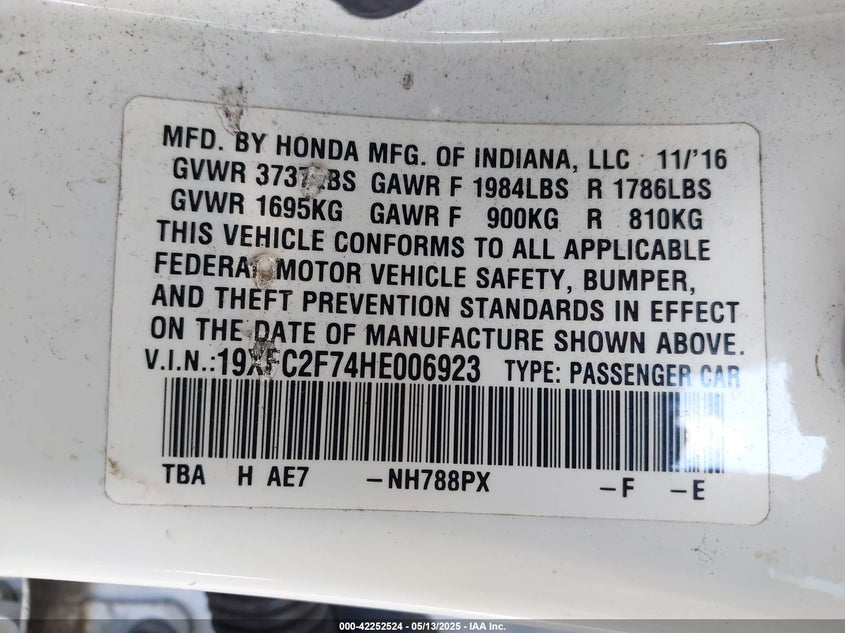 MFD. BY HONDA MFG. OF INDIANA, LLC 11/'16
GVWR 3737LBS GAWR F 1984LBS R 1786LBS
GVWR 1695KG GAWR F 900KG R 810KG
THIS VEHICLE CONFORMS TO ALL APPLICABLE
FEDERAL MOTOR VEHICLE SAFETY, BUMPER,
AND THEFT PREVENTION STANDARDS IN EFFECT
ON THE DATE OF MANUFACTURE SHOWN ABOVE.
V.I.N.:19XFC2F74HE006923 TYPE: PASSENGER CAR
TBA H AE7 –NH788PX –F –E
000-42252524 - 05/13/2025 - IAA Inc.